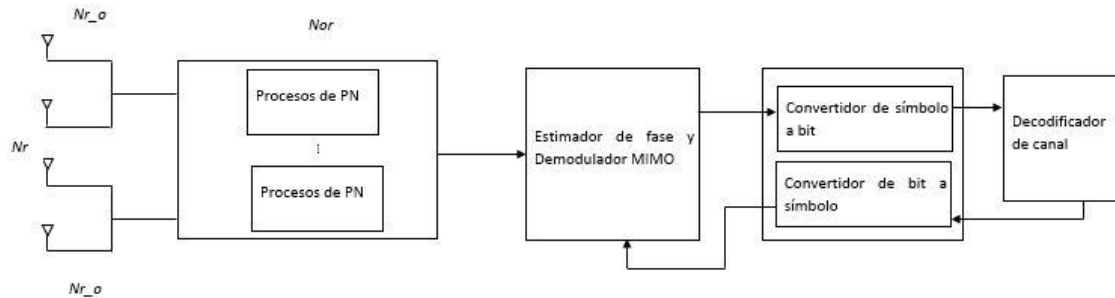 Nr_o
Nor
Procesos de PN
⋮
Procesos de PN
Nr
Nr_o
Estimador de fase y
Demodulador MIMO
Convertidor de símbolo
a bit
Convertidor de bit a
símbolo
Decodificador
de canal